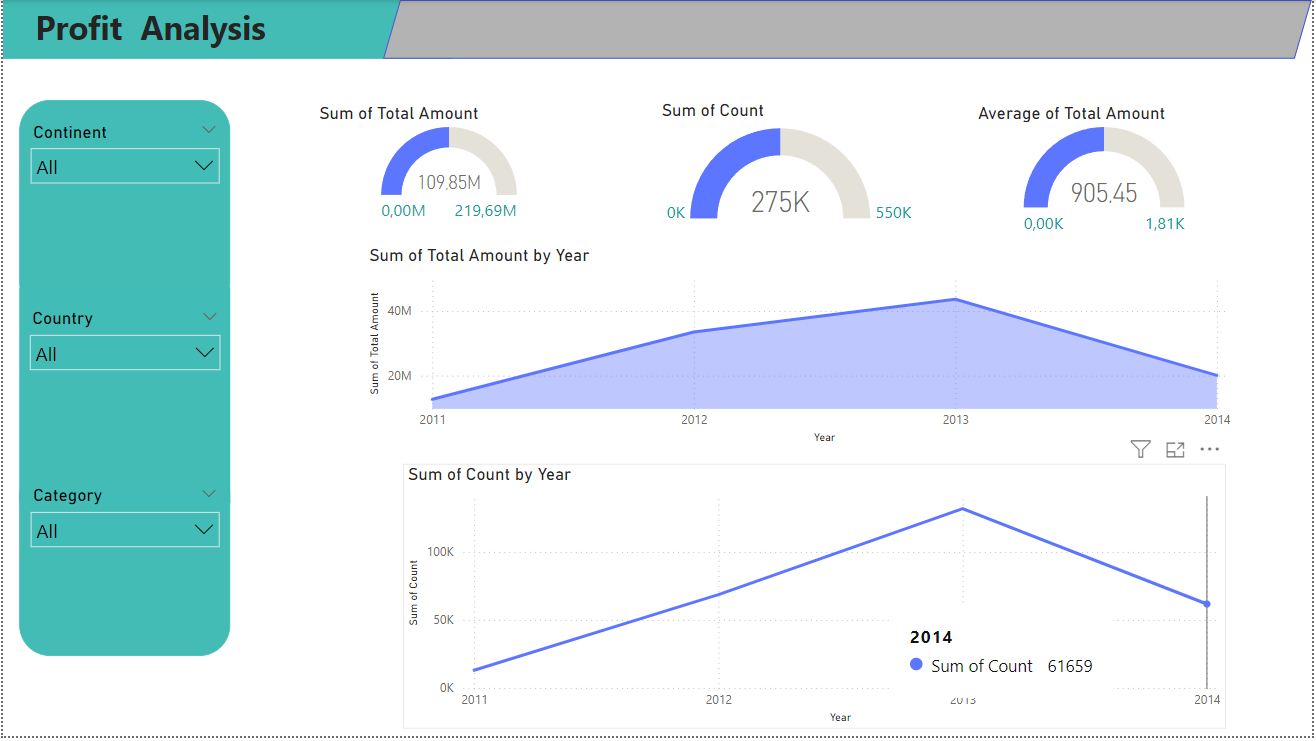 Profit Analysis
Continent
All
Country
All
Category
All
Sum of Total Amount
109,85M
0,00M 219,69M
Sum of Count
275K
0K 550K
Average of Total Amount
905,45
0,00K 1,81K
Sum of Total Amount by Year
Sum of Total Amount
40M
20M
2011 2012 2013 2014
Year
Sum of Count by Year
Sum of Count
100K
50K
0K
2014
Sum of Count 61659
2011 2012 2013 2014
Year